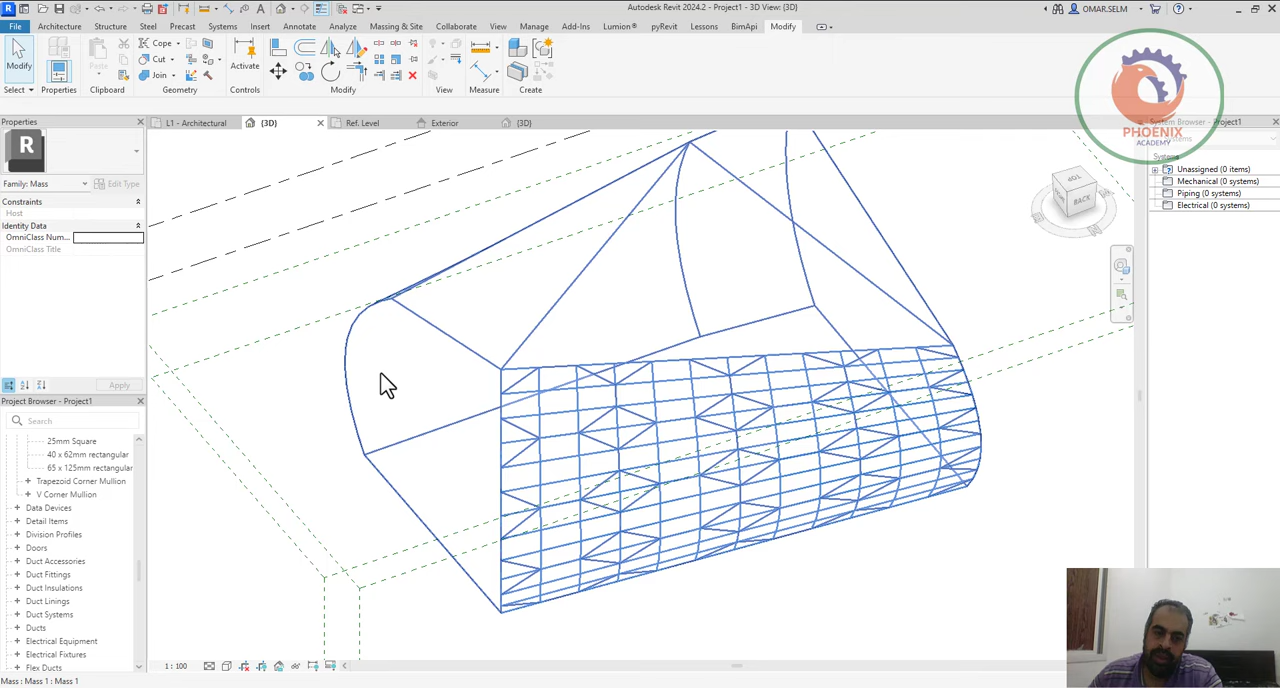 Autodesk Revit 2024.2 - Project1 - 3D View: {3D}
OMAR.SELM...
File Architecture Structure Steel Precast Systems Insert Annotate Analyze Massing & Site Collaborate View Manage Add-Ins Lumion® pyRevit Lessons BimApi Modify
Modify
Select
Properties
Paste
Clipboard
Cope
Cut
Join
Geometry
Activate
Controls
Modify
View
Measure
Create
PHOENIX
ACADEMY
Properties
L1 - Architectural
{3D}
Ref. Level
Exterior
{3D}
System Browser - Project1
Systems
Unassigned (0 items)
Mechanical (0 systems)
Piping (0 systems)
Electrical (0 systems)
R
Family: Mass
Edit Type
Constraints
Host
Identity Data
OmniClass Num...
OmniClass Title
Apply
TOP
BACK
Project Browser - Project1
Search
25mm Square
40 x 62mm rectangular
65 x 125mm rectangular
Trapezoid Corner Mullion
V Corner Mullion
Data Devices
Detail Items
Division Profiles
Doors
Duct Accessories
Duct Fittings
Duct Insulations
Duct Linings
Duct Systems
Ducts
Electrical Equipment
Electrical Fixtures
Flex Ducts
1 : 100
Mass : Mass 1 : Mass 1